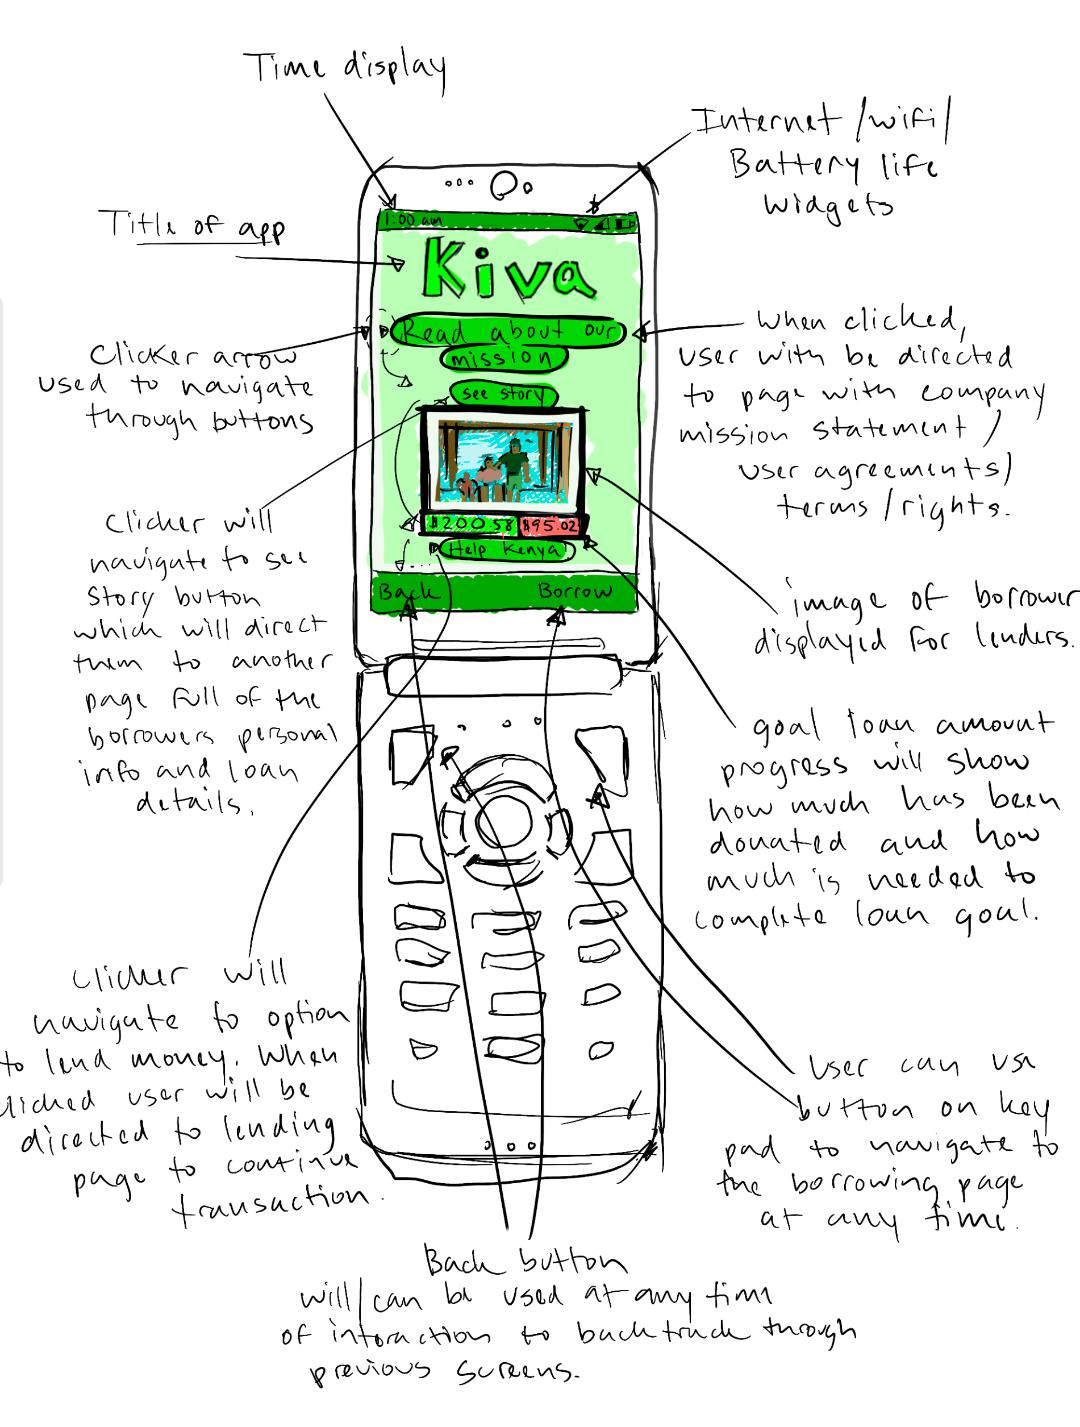 Time display
Internet/wifi/
Battery life
widgets
Title of app
1:00 am
Kiva
Read about our
mission
see story
$200.58 $95.02
Help Kenya
Back Borrow
Clicker arrow
used to navigate
through buttons
when clicked,
user with be directed
to page with company
mission statement /
user agreements/
terms/rights.
Clicker will
navigate to see
Story button
which will direct
them to another
page full of the
borrowers personal
info and loan
details.
image of borrower
displayed for lenders.
goal loan amount
progress will show
how much has been
donated and how
much is needed to
complete loan goal.
clicker will
navigate to option
to lend money. When
clicked user will be
directed to lending
page to continue
transaction.
User can use
button on key
pad to navigate to
the borrowing page
at any time.
Back button
will/can be used at any time
of interaction to backtrack through
previous screens.